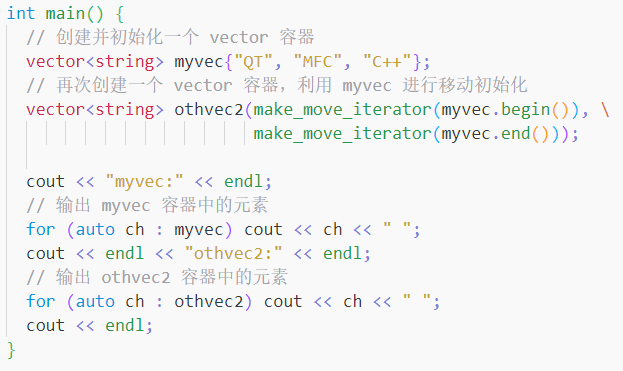 int main() {
// 创建并初始化一个 vector 容器
vector<string> myvec{"QT", "MFC", "C++"};
// 再次创建一个 vector 容器，利用 myvec 进行移动初始化
vector<string> othvec2(make_move_iterator(myvec.begin()), \
make_move_iterator(myvec.end()));
cout << "myvec:" << endl;
// 输出 myvec 容器中的元素
for (auto ch : myvec) cout << ch << " ";
cout << endl << "othvec2:" << endl;
// 输出 othvec2 容器中的元素
for (auto ch : othvec2) cout << ch << " ";
cout << endl;
}